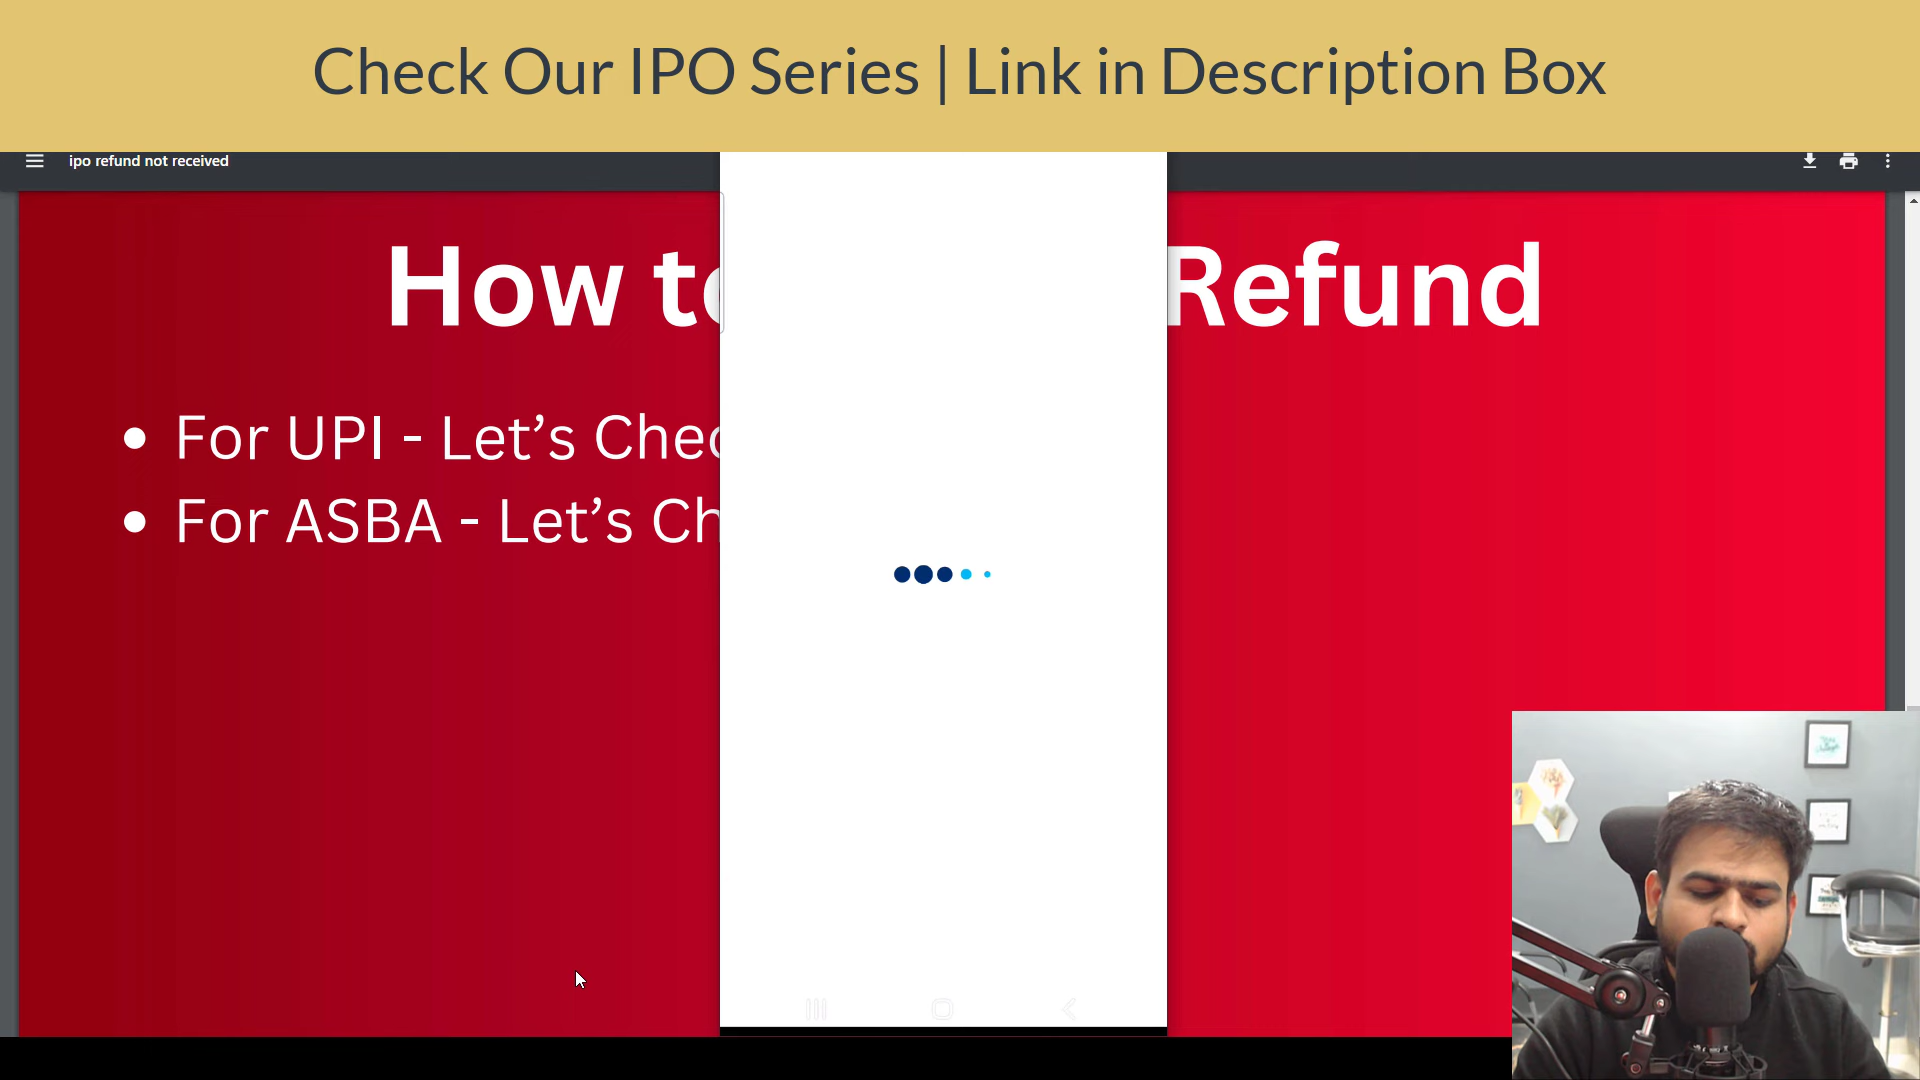 Check Our IPO Series | Link in Description Box
ipo refund not received
How to Refund
For UPI - Let's Chec
For ASBA - Let's Ch